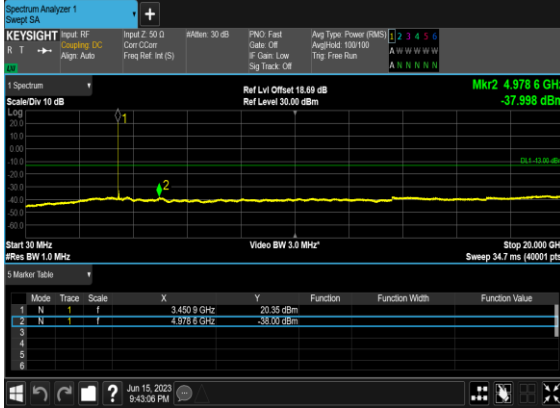 Spectrum Analyzer 1
Swept SA
+
KEYSIGHT Input: RF Input Z: 50 Ω #Atten: 30 dB PNO: Fast Avg Type: Power (RMS) 1 2 3 4 5 6
R T Coupling: DC Corr CCorr Gate: Off Avg|Hold: 100/100 A W W W W W
Align: Auto Freq Ref: Int (S) IF Gain: Low Trig: Free Run
LU Sig Track: Off A N N N N N
1 Spectrum Ref Lvl Offset 18.69 dB Mkr2 4.978 6 GHz
Scale/Div 10 dB Ref Level 30.00 dBm -37.998 dBm
Log
20.0
10.0
0.00
-10.0
-20.0
-30.0
-40.0
-50.0
-60.0
1
2
DL1 -13.00 dBm
Start 30 MHz Video BW 3.0 MHz* Stop 20.000 GHz
#Res BW 1.0 MHz Sweep 34.7 ms (40001 pts)
5 Marker Table
Mode Trace Scale X Y Function Function Width Function Value
1 N 1 f 3.450 9 GHz 20.35 dBm
2 N 1 f 4.978 6 GHz -38.00 dBm
3
4
5
6
? Jun 15, 2023
9:43:06 PM